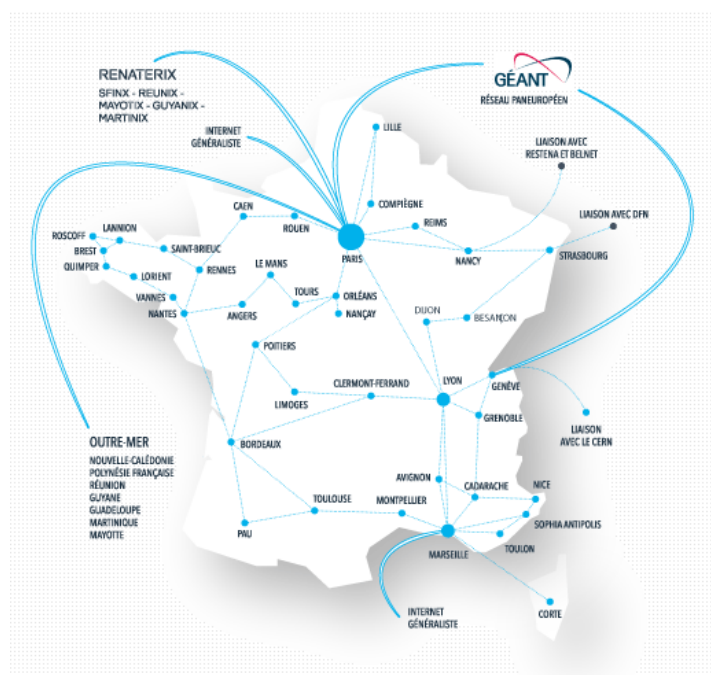 RENATERIX
SFINX - REUNIX -
MAYOTIX - GUYANIX -
MARTINIX
GÉANT
RÉSEAU PANEUROPÉEN
INTERNET
GÉNÉRALISTE
LILLE
LIAISON AVEC
RESTENA ET BELNET
COMPIÈGNE
CAEN
ROUEN
REIMS
LIAISON AVEC DFN
ROSCOFF
LANNION
BREST
SAINT-BRIEUC
PARIS
NANCY
STRASBOURG
QUIMPER
LORIENT
RENNES
LE MANS
VANNES
TOURS
ORLÉANS
NANTES
ANGERS
NANÇAY
DIJON
BESANÇON
POITIERS
CLERMONT-FERRAND
LYON
GENÈVE
LIMOGES
GRENOBLE
LIAISON
AVEC LE CERN
OUTRE-MER
NOUVELLE-CALÉDONIE
POLYNÉSIE FRANÇAISE
RÉUNION
GUYANE
GUADELOUPE
MARTINIQUE
MAYOTTE
BORDEAUX
AVIGNON
CADARACHE
NICE
TOULOUSE
MONTPELLIER
SOPHIA ANTIPOLIS
PAU
MARSEILLE
TOULON
INTERNET
GÉNÉRALISTE
CORTE